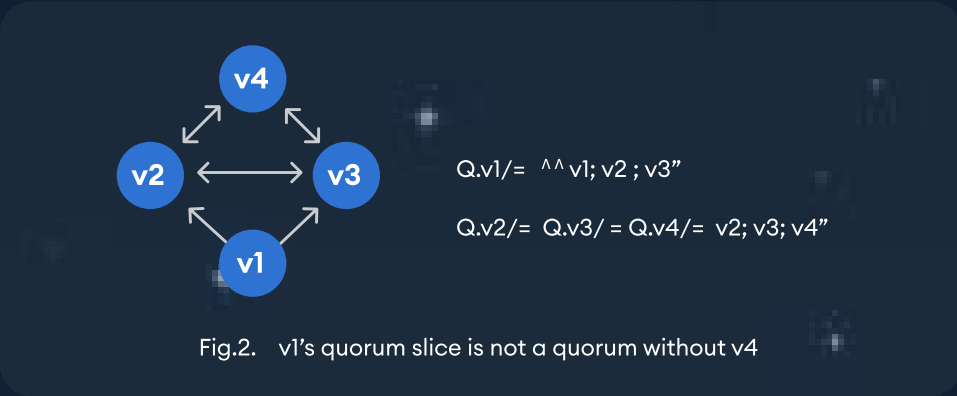 v4
v2
v3
v1
Q.v1/= ^^ v1; v2 ; v3”
Q.v2/= Q.v3/ = Q.v4/= v2; v3; v4”
Fig.2. v1’s quorum slice is not a quorum without v4